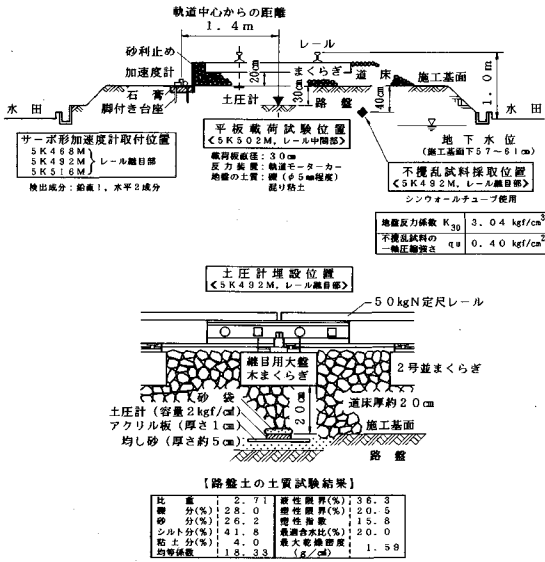 軌道中心からの距離
1.4m
砂利止め
レール
加速度計
20cm
まくらぎ
道床
石膏
30cm
施工基面
1.0m
水田
脚付き台座
土圧計
路盤
40cm
水田
サーボ形加速度計取付位置
5K468M
5K492M
5K516M
レール継目部
検出成分:鉛直1,水平2成分
平板載荷試験位置
<5K502M,レール中間部>
載荷板直径:30cm
反力装置:軌道モーターカー
地盤の土質:礫(φ5㎜程度)
混り粘土
地下水位
(施工基面下57~61cm)
不攪乱試料採取位置
<5K492M,レール継目部>
シンウォールチューブ使用
地盤反力係数 K30 3.04 kgf/cm³
不攪乱試料の一軸圧縮強さ qu 0.40 kgf/cm²
土圧計埋設位置
<5K492M,レール継目部>
50kgN定尺レール
継目用大盤
木まくらぎ
2号並まくらぎ
砂袋
土圧計(容量2kgf/c㎡)
アクリル板(厚さ1cm)
均し砂(厚さ約5cm)
20cm
道床厚約20cm
施工基面
路盤
【路盤土の土質試験結果】
比重 2.71 液性限界(%) 36.3
礫分(%) 28.0 塑性限界(%) 20.5
砂分(%) 26.2 塑性指数 15.8
シルト分(%) 41.8 最適含水比(%) 20.0
粘土分(%) 4.0 最大乾燥密度(g/c㎡) 1.59
均等係数 18.33